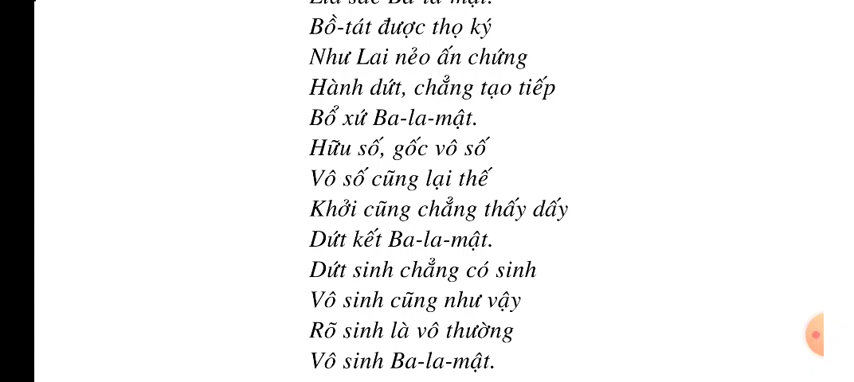 Bồ-tát được thọ ký
Như Lai nẻo ấn chứng
Hành dứt, chẳng tạo tiếp
Bổ xứ Ba-la-mật.
Hữu số, gốc vô số
Vô số cũng lại thế
Khởi cũng chẳng thấy dấy
Dứt kết Ba-la-mật.
Dứt sinh chẳng có sinh
Vô sinh cũng như vậy
Rõ sinh là vô thường
Vô sinh Ba-la-mật.